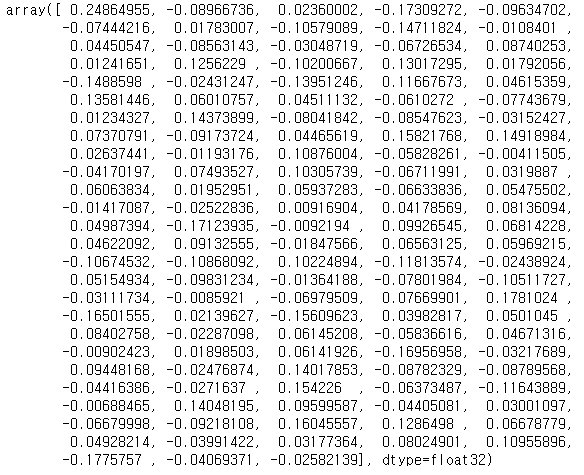 array([ 0.24864955, -0.08966736, 0.02360002, -0.17309272, -0.09634702,
-0.07444216, 0.01783007, -0.10579089, -0.14711824, -0.0108401 ,
0.04450547, -0.08563143, -0.03048719, -0.06726534, 0.08740253,
0.01241651, 0.1256229 , -0.10200667, 0.13017295, 0.01792056,
-0.1488598 , -0.02431247, -0.13951246, 0.11667673, 0.04615359,
0.13581446, 0.06010757, 0.04511132, -0.0610272 , -0.07743679,
0.01234327, 0.14373899, -0.08041842, -0.08547623, -0.03152427,
0.07370791, -0.09173724, 0.04465619, 0.15821768, 0.14918984,
0.02637441, -0.01193176, 0.10876004, -0.05828261, -0.00411505,
-0.04170197, 0.07493527, 0.10305739, -0.06711991, 0.0319887 ,
0.06063834, 0.01952951, 0.05937283, -0.06633836, 0.05475502,
-0.01417087, -0.02522836, 0.00916904, 0.04178569, 0.08136094,
0.04987394, -0.17123935, -0.0092194 , 0.09926545, 0.06814228,
0.04622092, 0.09132555, -0.01847566, 0.06563125, 0.05969215,
-0.10674532, -0.10868092, 0.10224894, -0.11813574, -0.02438924,
0.05154934, -0.09831234, -0.01364188, -0.07801984, -0.10511727,
-0.03111734, -0.0085921 , -0.06979509, 0.07669901, 0.1781024 ,
-0.16501555, 0.02139627, -0.15609623, 0.03982817, 0.0501045 ,
0.08402758, -0.02287098, 0.06145208, -0.05836616, 0.04671316,
-0.00902423, 0.01898503, 0.06141926, -0.16956958, -0.03217689,
0.09448168, -0.02476874, 0.14017853, -0.08782329, -0.08789568,
-0.04416386, -0.0271637 , 0.154226 , -0.06373487, -0.11643889,
-0.00688465, 0.14048195, 0.09599587, -0.04405081, 0.03001097,
-0.06679998, -0.09218108, 0.16045557, 0.1286498 , 0.06678779,
0.04928214, -0.03991422, 0.03177364, 0.08024901, 0.10955896,
-0.1775757 , -0.04069371, -0.02582139], dtype=float32)